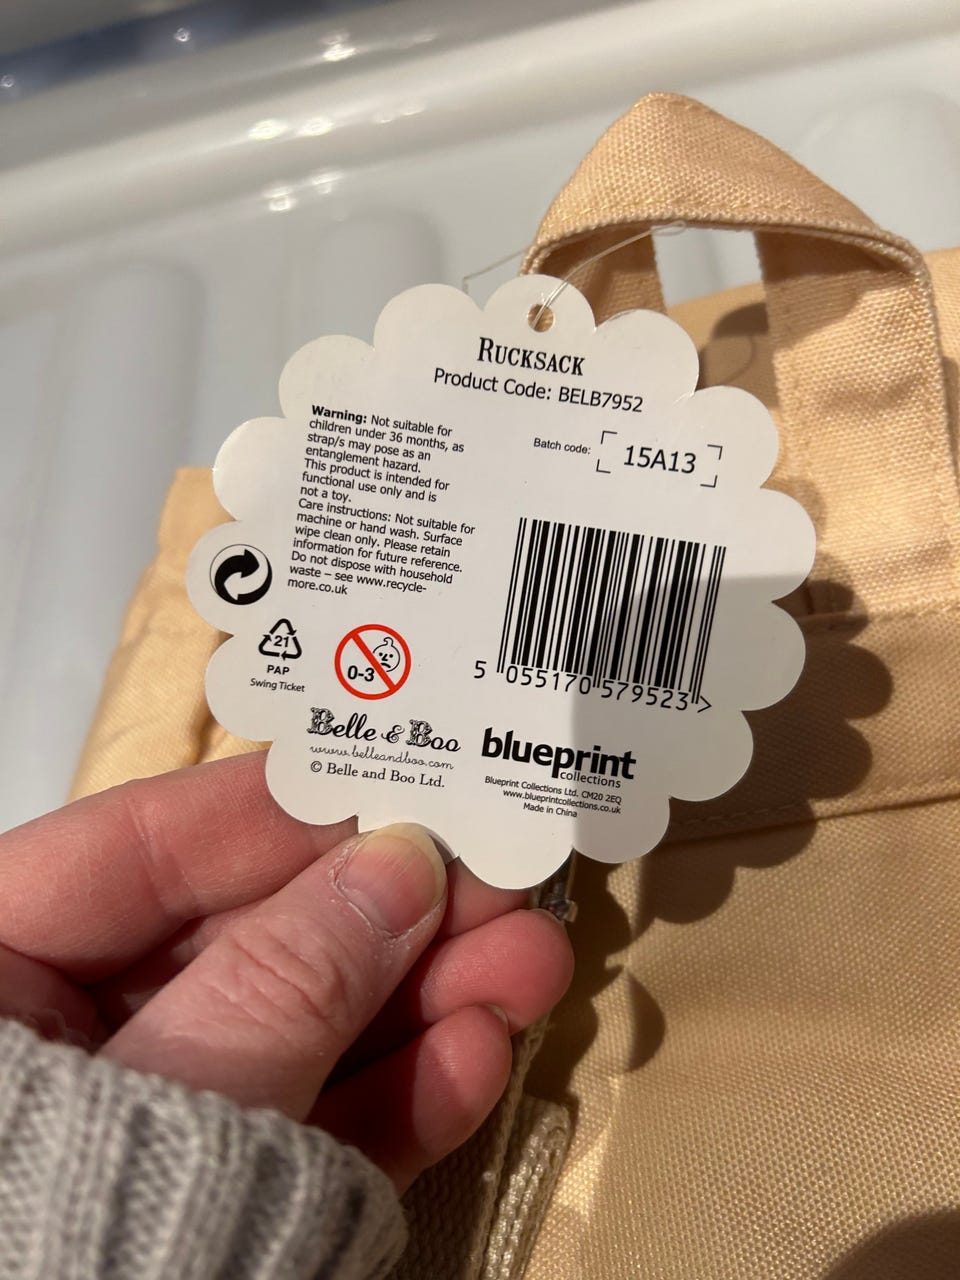 RUCKSACK
Product Code: BELB7952
Batch code: 15A13
Warning: Not suitable for
children under 36 months, as
strap/s may pose as an
entanglement hazard.
This product is intended for
functional use only and is
not a toy.
Care instructions: Not suitable for
machine or hand wash. Surface
wipe clean only. Please retain
information for future reference.
Do not dispose with household
waste – see www.recycle-
more.co.uk
5 055170 579523 >
21
PAP
Swing Ticket
0-3
Belle & Boo
www.belleandboo.com
© Belle and Boo Ltd.
blueprint
collections
Blueprint Collections Ltd. CM20 2EQ
www.blueprintcollections.co.uk
Made in China